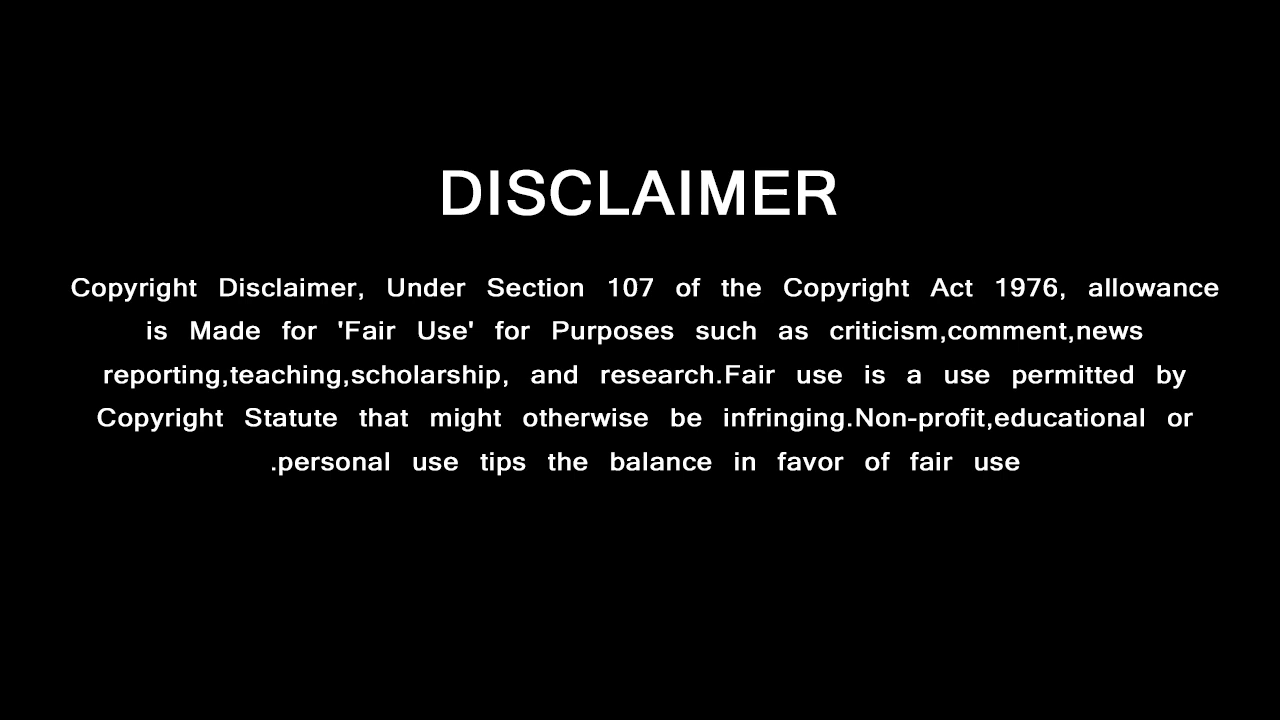 DISCLAIMER
Copyright Disclaimer, Under Section 107 of the Copyright Act 1976, allowance
is Made for 'Fair Use' for Purposes such as criticism,comment,news
reporting,teaching,scholarship, and research.Fair use is a use permitted by
Copyright Statute that might otherwise be infringing.Non-profit,educational or
.personal use tips the balance in favor of fair use